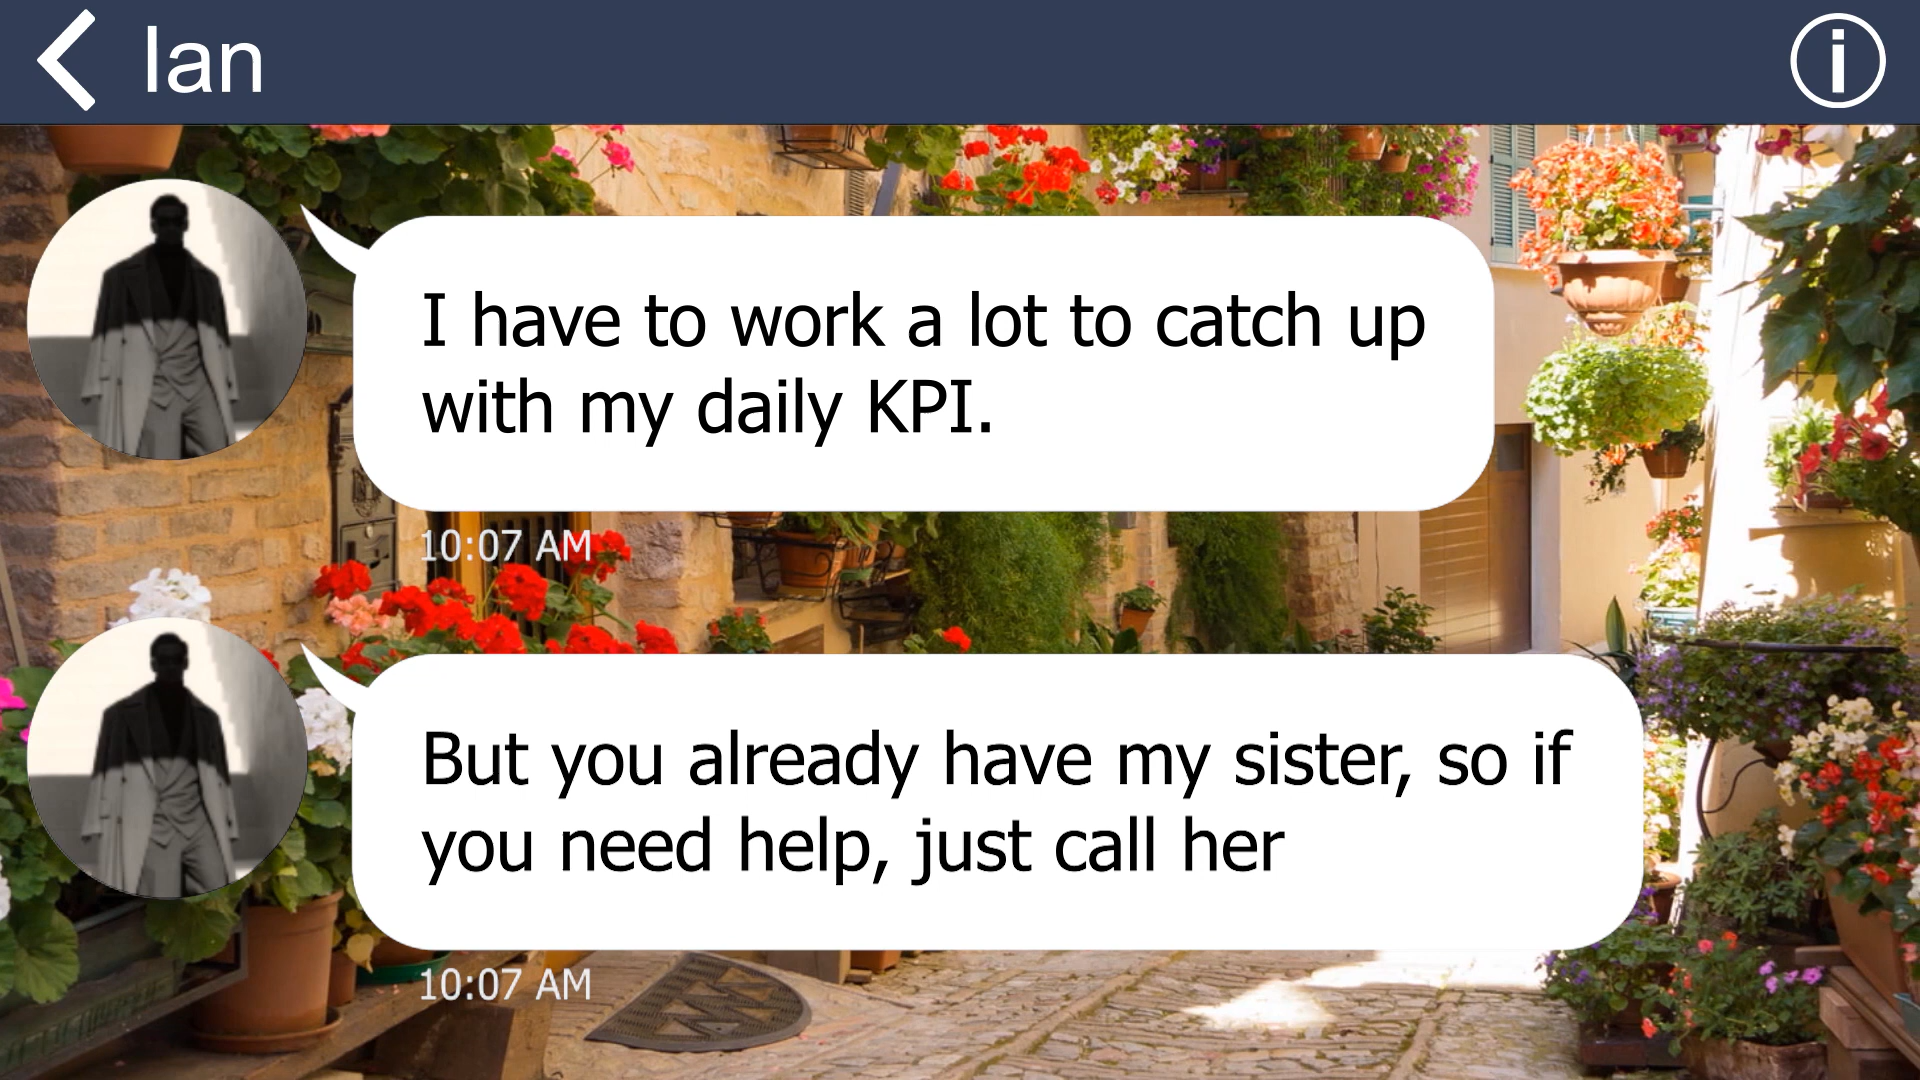 Ian
I have to work a lot to catch up
with my daily KPI.
10:07 AM
But you already have my sister, so if
you need help, just call her
10:07 AM